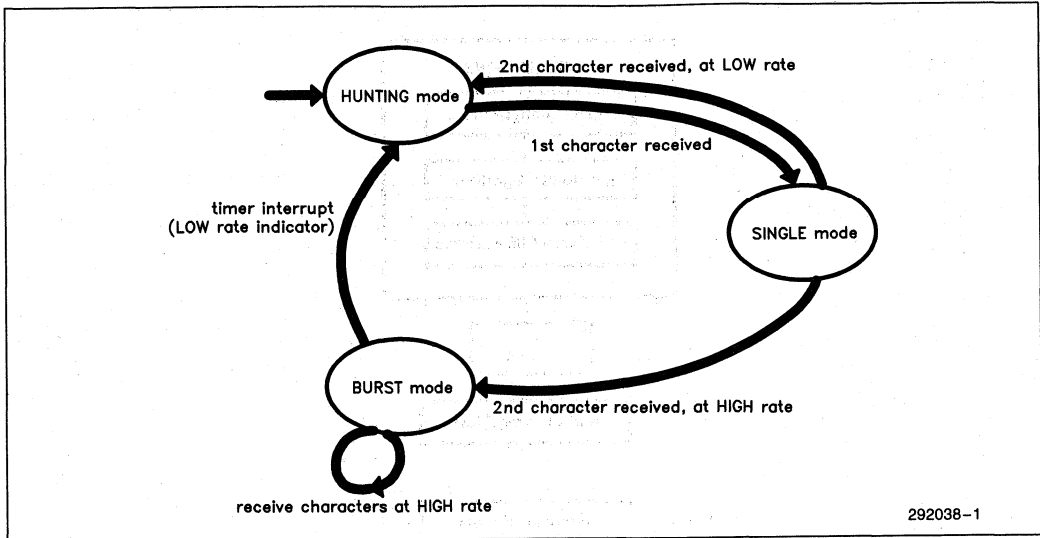 2nd character received, at LOW rate
HUNTING mode
1st character received
timer interrupt
(LOW rate indicator)
SINGLE mode
BURST mode
2nd character received, at HIGH rate
receive characters at HIGH rate
292038-1